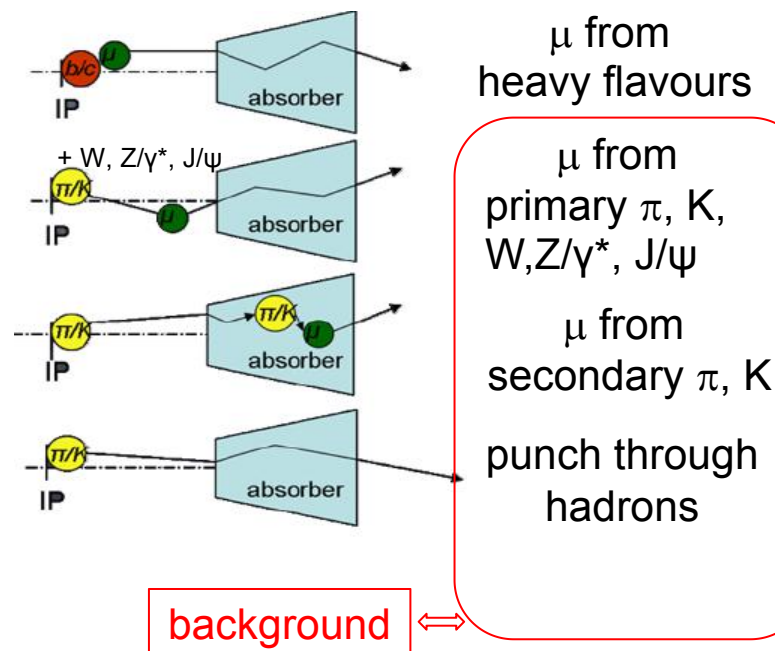 b/c μ
IP
absorber
μ from
heavy flavours
+ W, Z/γ*, J/ψ
π/K
μ
IP
absorber
μ from
primary π, K,
W,Z/γ*, J/ψ
π/K
π/K
μ
IP
absorber
μ from
secondary π, K
π/K
IP
absorber
punch through
hadrons
background